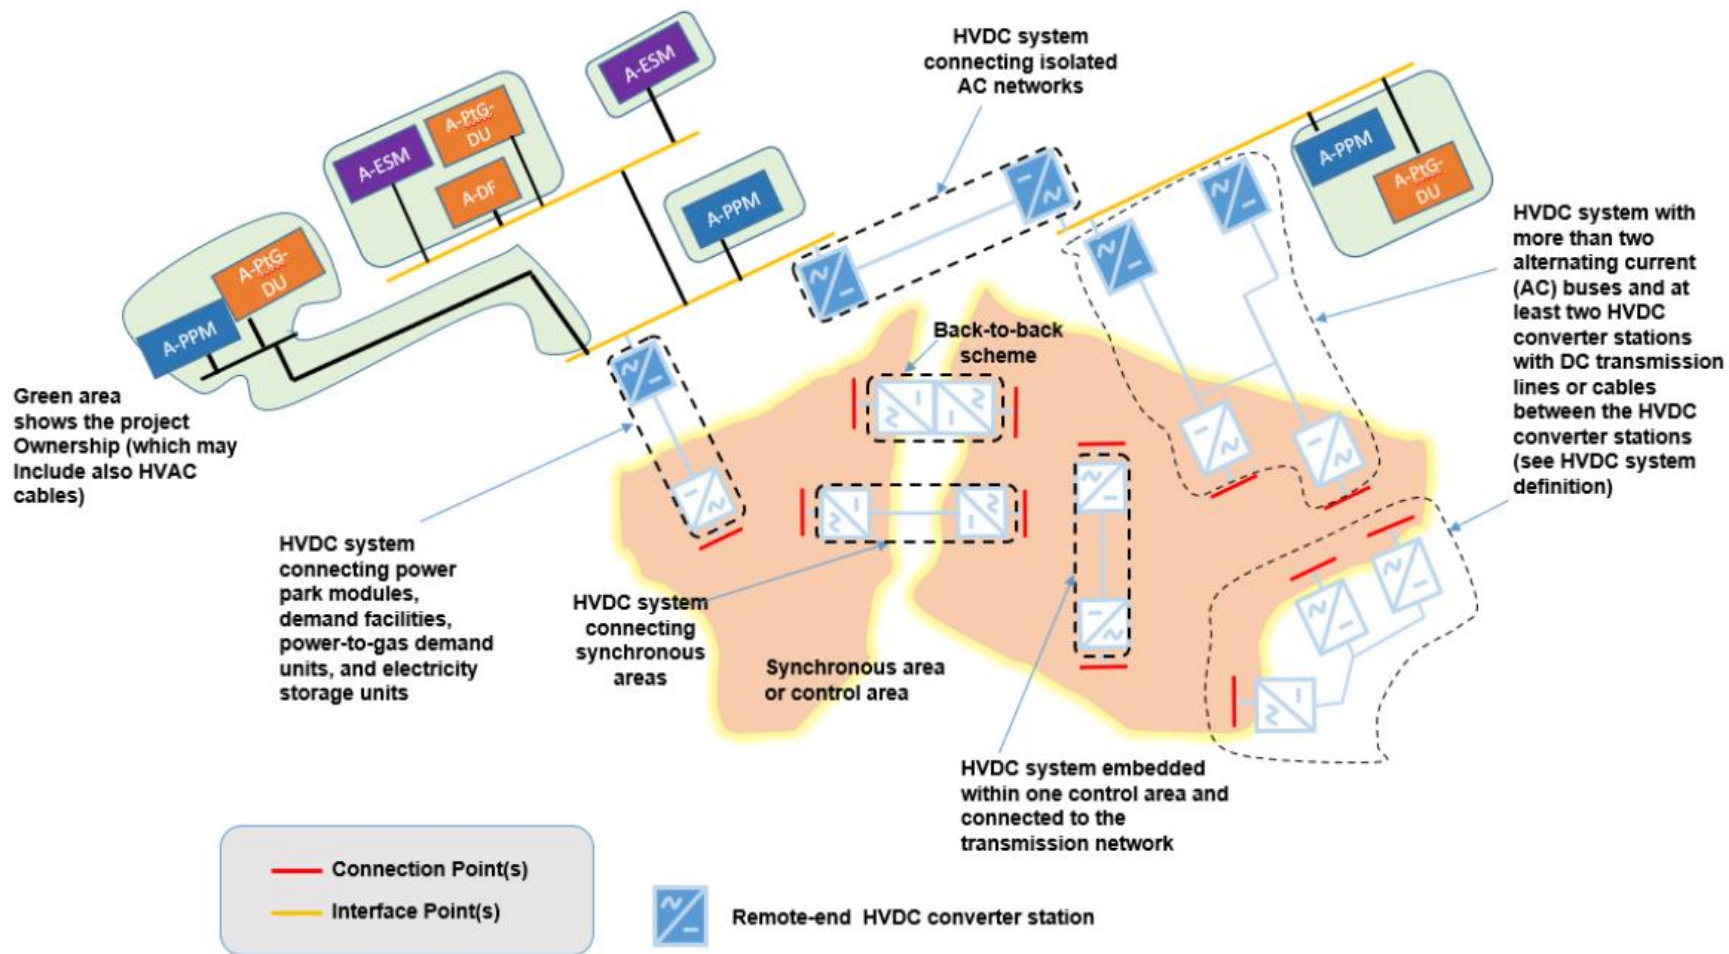 A-ESM
HVDC system
connecting isolated
AC networks
A-ESM
A-PtG-
DU
A-DF
A-PPM
A-PPM
A-PtG-
DU
A-PtG-
DU
A-PPM
HVDC system with
more than two
alternating current
(AC) buses and at
least two HVDC
converter stations
with DC transmission
lines or cables
between the HVDC
converter stations
(see HVDC system
definition)
Back-to-back
scheme
Green area
shows the project
Ownership (which may
Include also HVAC
cables)
HVDC system
connecting power
park modules,
demand facilities,
power-to-gas demand
units, and electricity
storage units
HVDC system
connecting
synchronous
areas
Synchronous area
or control area
HVDC system embedded
within one control area and
connected to the
transmission network
Connection Point(s)
Interface Point(s)
Remote-end HVDC converter station